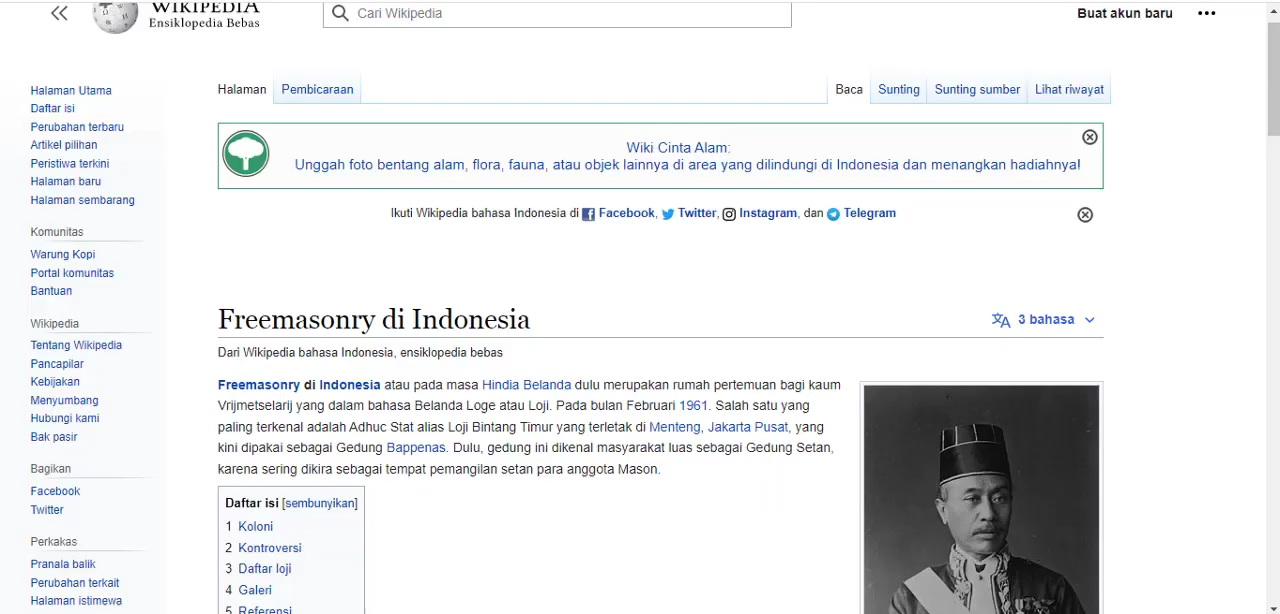 WIKIPEDIA
Ensiklopedia Bebas
Cari Wikipedia
Buat akun baru
Halaman Utama
Daftar isi
Perubahan terbaru
Artikel pilihan
Peristiwa terkini
Halaman baru
Halaman sembarang
Komunitas
Warung Kopi
Portal komunitas
Bantuan
Wikipedia
Tentang Wikipedia
Pancapilar
Kebijakan
Menyumbang
Hubungi kami
Bak pasir
Bagikan
Facebook
Twitter
Perkakas
Pranala balik
Perubahan terkait
Halaman istimewa
Halaman Pembicaraan
Baca Sunting Sunting sumber Lihat riwayat
Wiki Cinta Alam:
Unggah foto bentang alam, flora, fauna, atau objek lainnya di area yang dilindungi di Indonesia dan menangkan hadiahnya!
Ikuti Wikipedia bahasa Indonesia di Facebook, Twitter, Instagram, dan Telegram
Freemasonry di Indonesia
3 bahasa
Dari Wikipedia bahasa Indonesia, ensiklopedia bebas
Freemasonry di Indonesia atau pada masa Hindia Belanda dulu merupakan rumah pertemuan bagi kaum
Vrijmetselarij yang dalam bahasa Belanda Loge atau Loji. Pada bulan Februari 1961. Salah satu yang
paling terkenal adalah Adhuc Stat alias Loji Bintang Timur yang terletak di Menteng, Jakarta Pusat, yang
kini dipakai sebagai Gedung Bappenas. Dulu, gedung ini dikenal masyarakat luas sebagai Gedung Setan,
karena sering dikira sebagai tempat pemangilan setan para anggota Mason.
Daftar isi [sembunyikan]
1 Koloni
2 Kontroversi
3 Daftar loji
4 Galeri
5 Referensi